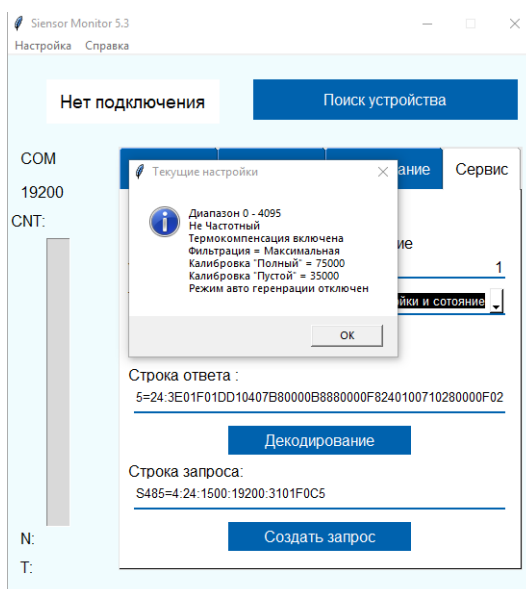 Siensor Monitor 5.3
Настройка Справка
Нет подключения
Поиск устройства
COM
19200
CNT:
ание
Сервис
Текущие настройки
Диапазон 0 - 4095
Не Частотный
Термокомпенсация включена
Фильтрация = Максимальная
Калибровка "Полный" = 75000
Калибровка "Пустой" = 35000
Режим авто геренрации отключен
OK
ие
1
йки и сотояние
Строка ответа :
5=24:3E01F01DD10407B80000B8880000F8240100710280000F02
Декодирование
Строка запроса:
S485=4:24:1500:19200:3101F0C5
Создать запрос
N:
T: